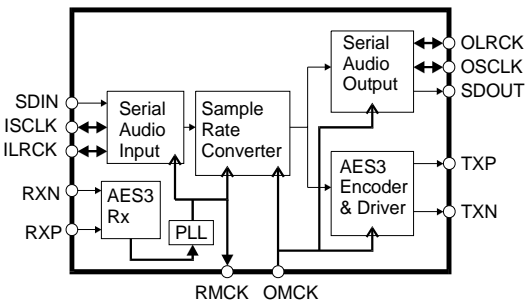 SDIN
ISCLK
ILRCK
RXN
RXP
Serial
Audio
Input
AES3
Rx
PLL
Sample
Rate
Converter
Serial
Audio
Output
AES3
Encoder
& Driver
OLRCK
OSCLK
SDOUT
TXP
TXN
RMCK
OMCK